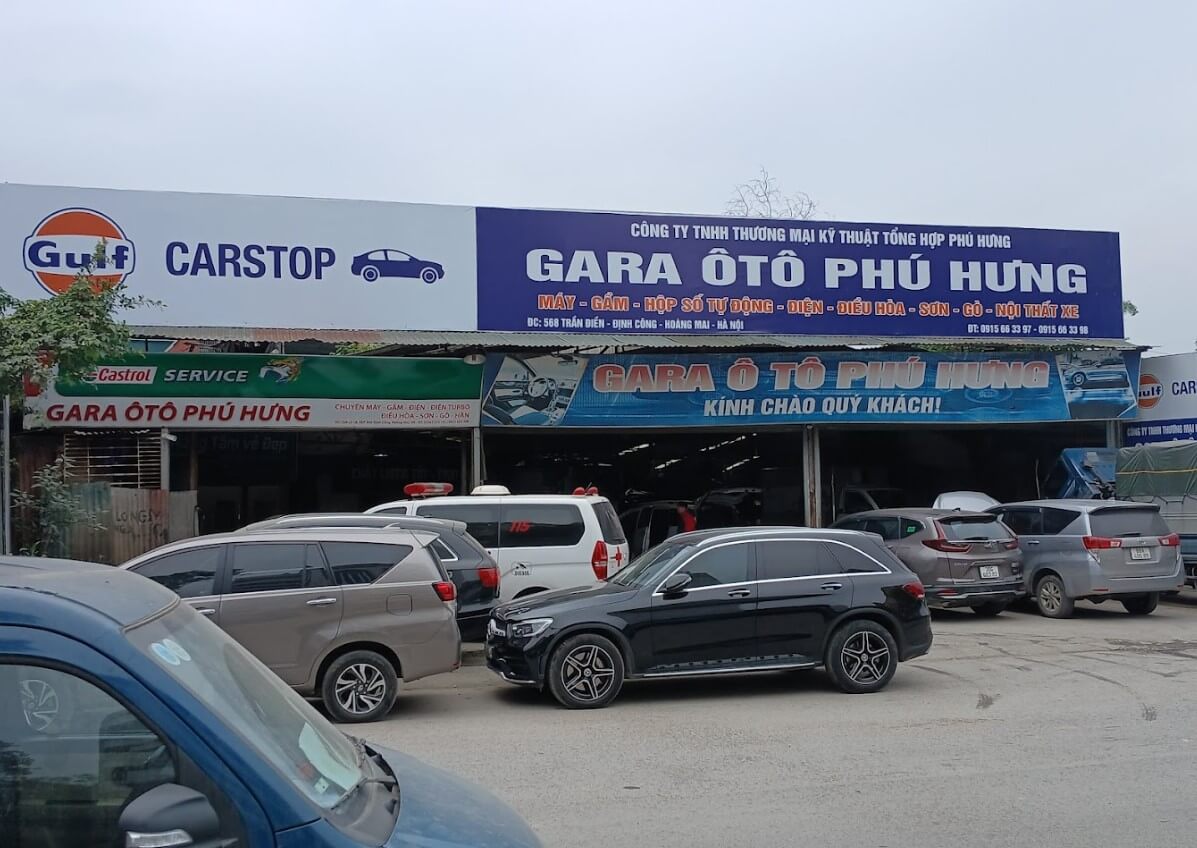 Gulf
CARSTOP
CÔNG TY TNHH THƯƠNG MẠI KỸ THUẬT TỔNG HỢP PHÚ HƯNG
GARA ÔTÔ PHÚ HƯNG
MÁY - GẦM - HỘP SỐ TỰ ĐỘNG - ĐIỆN - ĐIỀU HÒA - SƠN - GÒ - NỘI THẤT XE
ĐC: 568 TRẦN ĐIỀN - ĐỊNH CÔNG - HOÀNG MAI - HÀ NỘI
ĐT: 0915 66 33 97 - 0915 66 33 98
Castrol SERVICE
GARA ÔTÔ PHÚ HƯNG
CHUYÊN MÁY - GẦM - ĐIỆN - ĐIỆN TURBO
ĐIỀU HÒA - SƠN - GÒ - HÀN
GARA Ô TÔ PHÚ HƯNG
KÍNH CHÀO QUÝ KHÁCH!
Gulf
CARS
CÔNG TY TNHH THƯƠNG MẠI
115